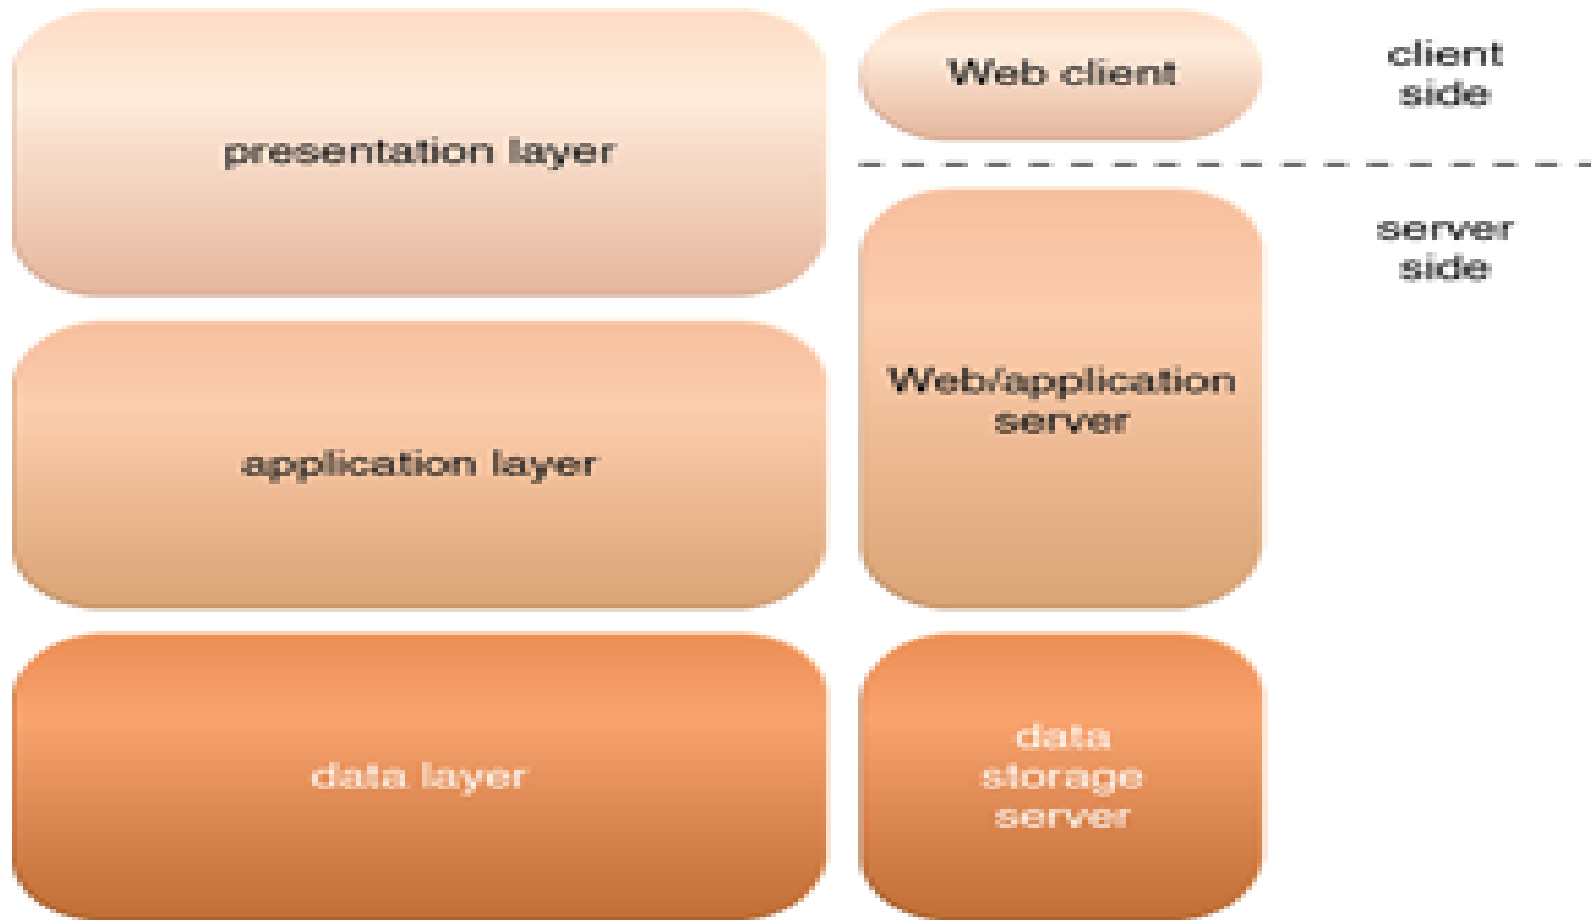 presentation layer
Web client
client
side
server
side
application layer
Web/application
server
data layer
data
storage
server